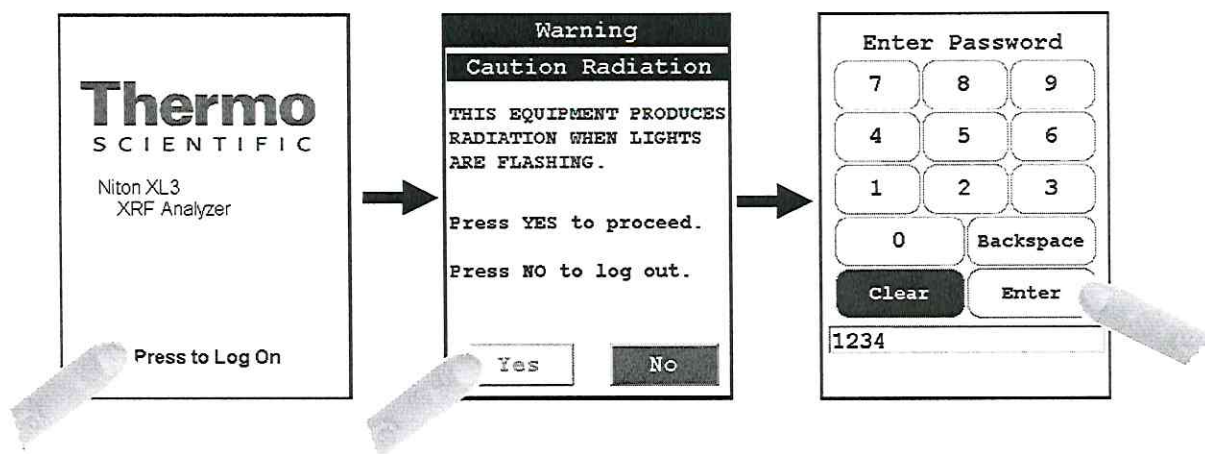 Thermo
SCIENTIFIC
Niton XL3
XRF Analyzer
Press to Log On
Warning
Caution Radiation
THIS EQUIPMENT PRODUCES
RADIATION WHEN LIGHTS
ARE FLASHING.
Press YES to proceed.
Press NO to log out.
Yes
No
Enter Password
7 8 9
4 5 6
1 2 3
0 Backspace
Clear Enter
1234